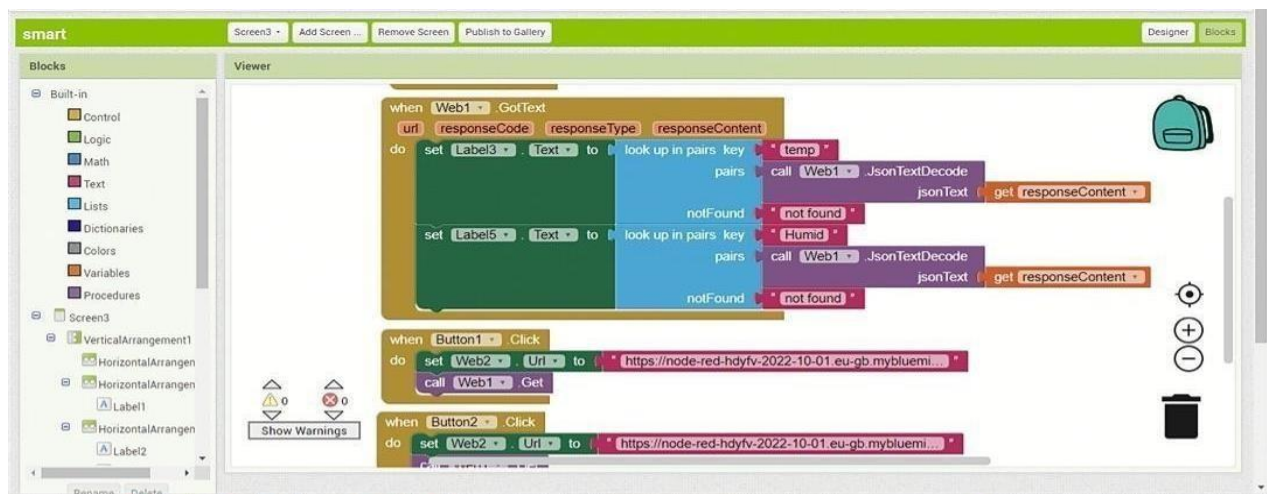 smart
Screen3
Add Screen ...
Remove Screen
Publish to Gallery
Designer
Blocks
Blocks
Viewer
Built-in
Control
Logic
Math
Text
Lists
Dictionaries
Colors
Variables
Procedures
Screen3
VerticalArrangement1
HorizontalArrangen
HorizontalArrangen
Label1
HorizontalArrangen
Label2
Rename Delete
when Web1 .GotText
url responseCode responseType responseContent
do set Label3 . Text to look up in pairs key " temp "
pairs call Web1 .JsonTextDecode
jsonText get responseContent
notFound " not found "
set Label5 . Text to look up in pairs key " Humid "
pairs call Web1 .JsonTextDecode
jsonText get responseContent
notFound " not found "
when Button1 .Click
do set Web2 . Url to " https://node-red-hdyfv-2022-10-01.eu-gb.mybluemi... "
call Web1 .Get
when Button2 .Click
do set Web2 . Url to " https://node-red-hdyfv-2022-10-01.eu-gb.mybluemi... "
0 0
Show Warnings